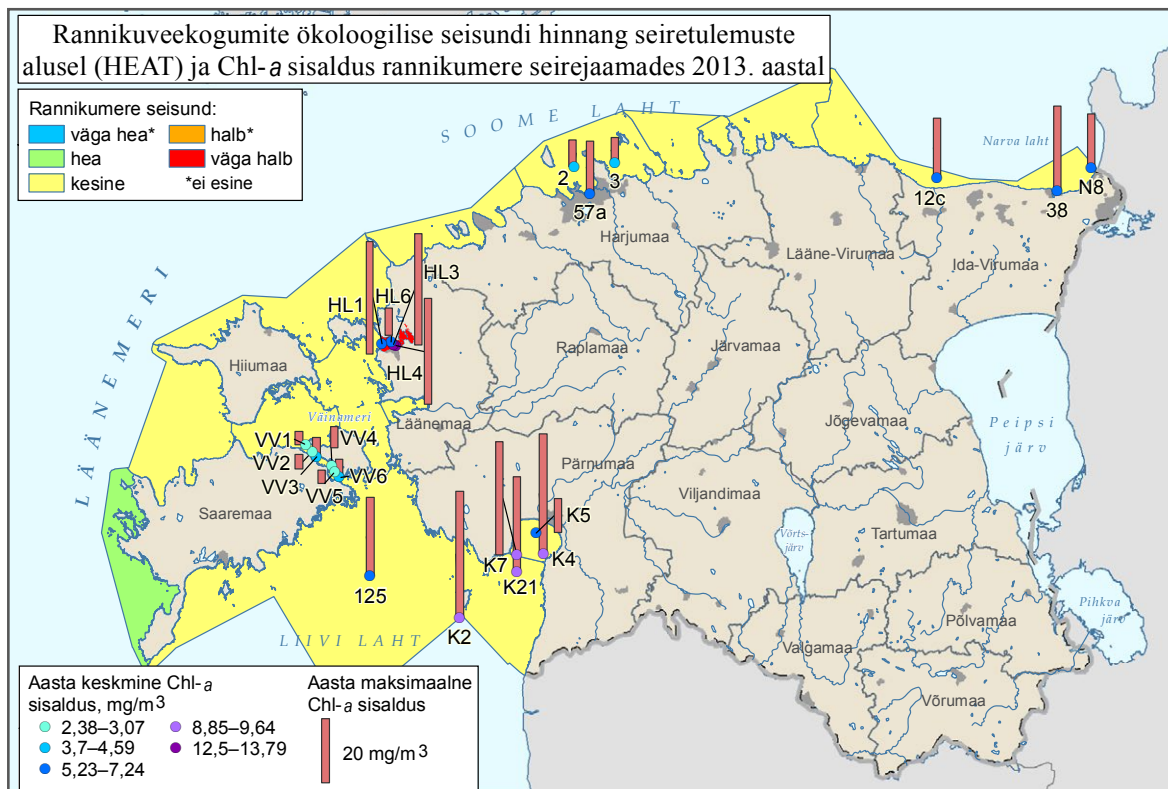 Rannikuveekogumite ökoloogilise seisundi hinnang seiretulemuste
alusel (HEAT) ja Chl-a sisaldus rannikumere seirejaamades 2013. aastal
Rannikumere seisund:
väga hea*
hea
kesine
halb*
väga halb
*ei esine
SOOME LAHT
Narva laht
2
3
57a
12c
38
N8
Harjumaa
Lääne-Virumaa
Ida-Virumaa
LÄÄNEMERI
HL1
HL6
HL3
HL4
Hiiumaa
Raplamaa
Järvamaa
Väinameri
Läänemaa
Jõgevamaa
Peipsi
järv
VV1
VV4
VV2
VV3
VV5
VV6
Pärnumaa
Viljandimaa
Saaremaa
K5
K7
K4
K21
Võrts-
järv
Tartumaa
125
K2
LIIVI LAHT
Pihkva
järv
Põlvamaa
Valgamaa
Võrumaa
Aasta keskmine Chl-a
sisaldus, mg/m³
2,38–3,07
3,7–4,59
5,23–7,24
8,85–9,64
12,5–13,79
Aasta maksimaalne
Chl-a sisaldus
20 mg/m³